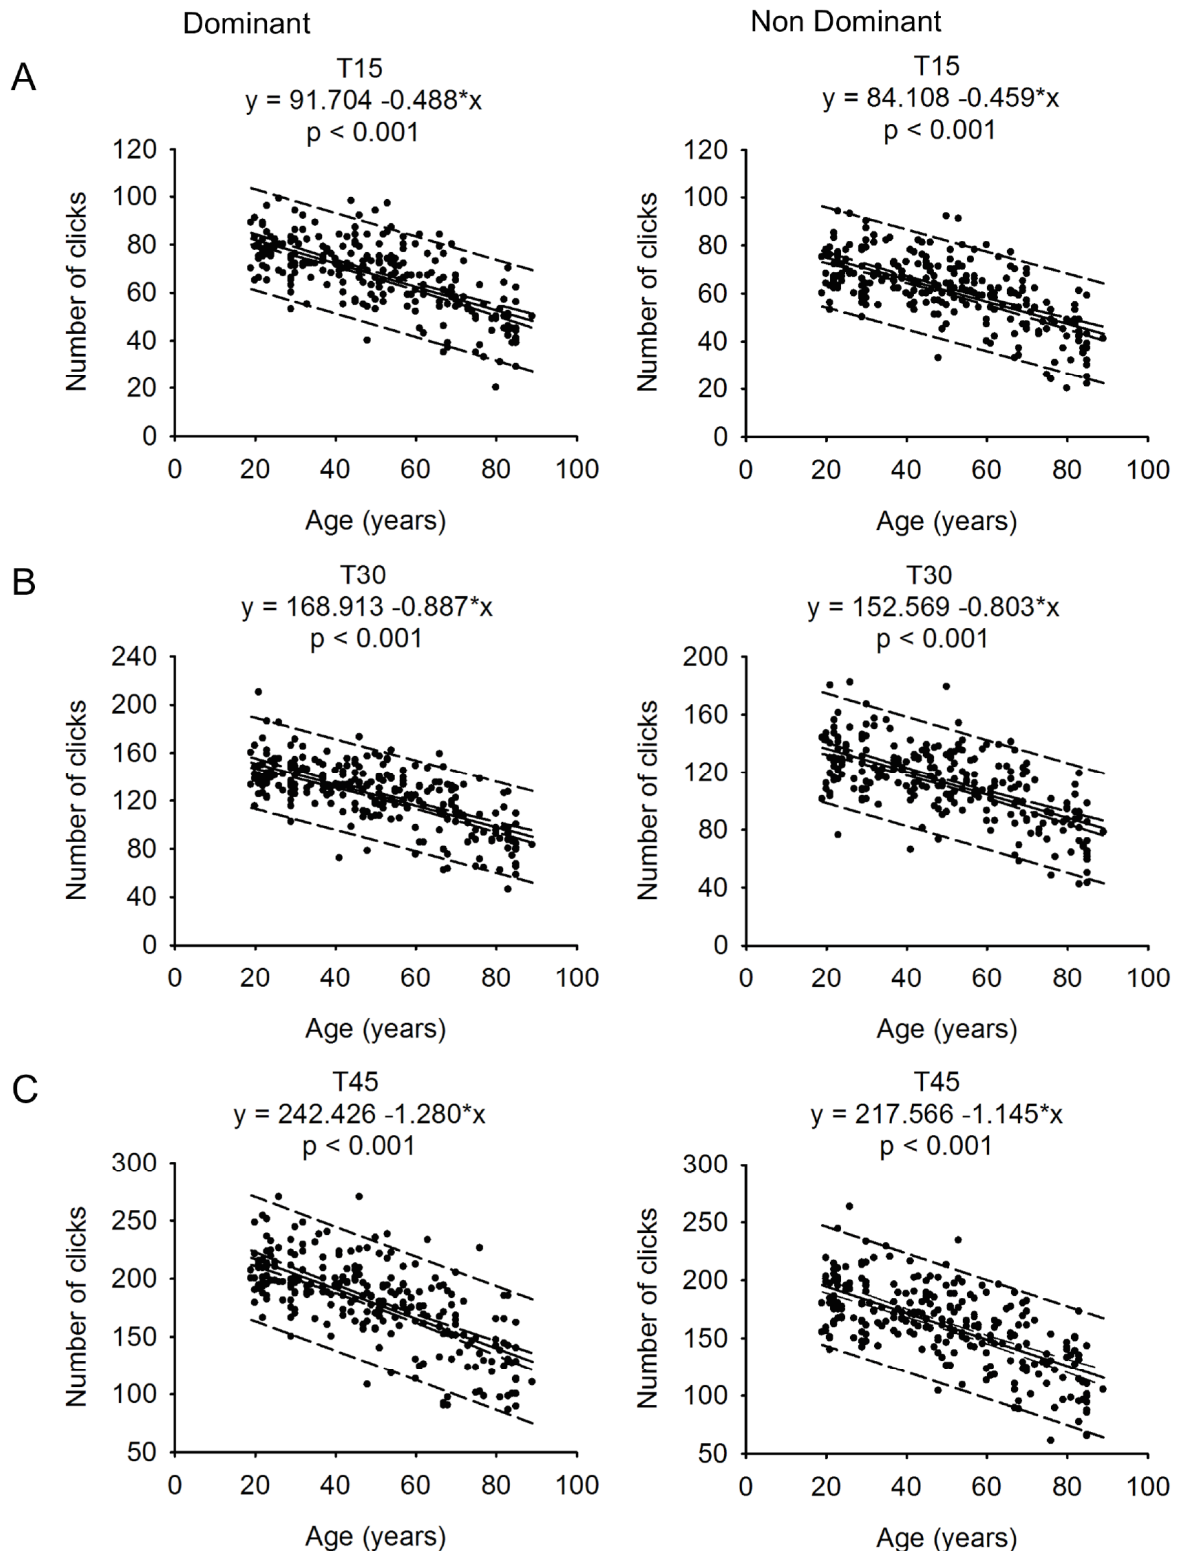 Dominant
Non Dominant
A
T15
y = 91.704 -0.488*x
p < 0.001
120
100
80
60
40
20
0
Number of clicks
0 20 40 60 80 100
Age (years)
T15
y = 84.108 -0.459*x
p < 0.001
120
100
80
60
40
20
0
Number of clicks
0 20 40 60 80 100
Age (years)
B
T30
y = 168.913 -0.887*x
p < 0.001
240
200
160
120
80
40
0
Number of clicks
0 20 40 60 80 100
Age (years)
T30
y = 152.569 -0.803*x
p < 0.001
200
160
120
80
40
0
Number of clicks
0 20 40 60 80 100
Age (years)
C
T45
y = 242.426 -1.280*x
p < 0.001
300
250
200
150
100
50
Number of clicks
0 20 40 60 80 100
Age (years)
T45
y = 217.566 -1.145*x
p < 0.001
300
250
200
150
100
50
Number of clicks
0 20 40 60 80 100
Age (years)